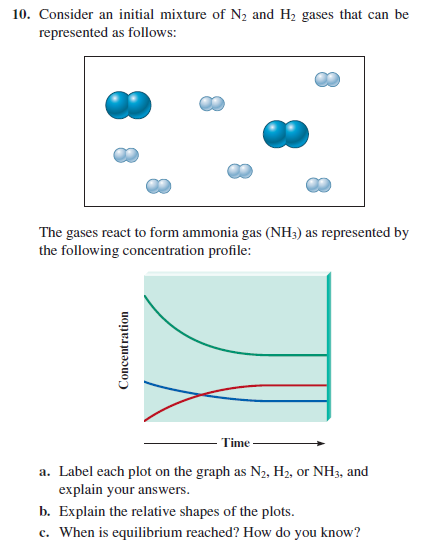 10. Consider an initial mixture of N₂ and H₂ gases that can be
represented as follows:
The gases react to form ammonia gas (NH₃) as represented by
the following concentration profile:
Concentration
Time
a. Label each plot on the graph as N₂, H₂, or NH₃, and
explain your answers.
b. Explain the relative shapes of the plots.
c. When is equilibrium reached? How do you know?